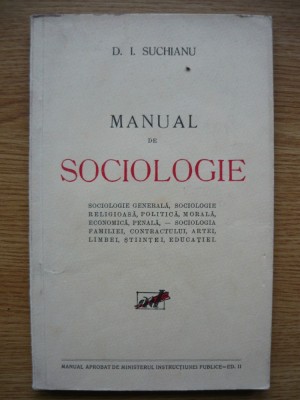 D. I. SUCHIANU
MANUAL
DE
SOCIOLOGIE
SOCIOLOGIE GENERALĂ, SOCIOLOGIE
RELIGIOASĂ, POLITICĂ, MORALĂ,
ECONOMICĂ, PENALĂ, — SOCIOLOGIA
FAMILIEI, CONTRACTULUI, ARTEI,
LIMBEI, ȘTIINȚEI, EDUCAȚIEI.
MANUAL APROBAT DE MINISTERUL INSTRUCȚIUNEI PUBLICE — ED. II